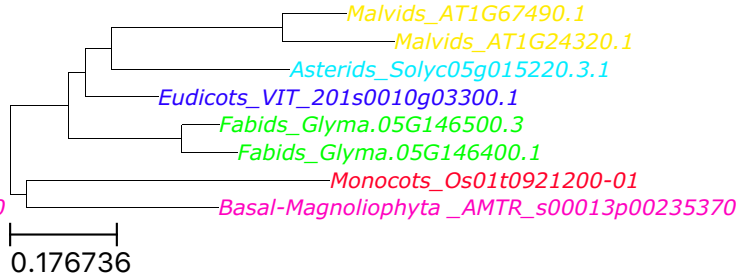 Malvids_AT1G67490.1
Malvids_AT1G24320.1
Asterids_Solyc05g015220.3.1
Eudicots_VIT_201s0010g03300.1
Fabids_Glyma.05G146500.3
Fabids_Glyma.05G146400.1
Monocots_Os01t0921200-01
0 Basal-Magnoliophyta _AMTR_s00013p00235370
0.176736